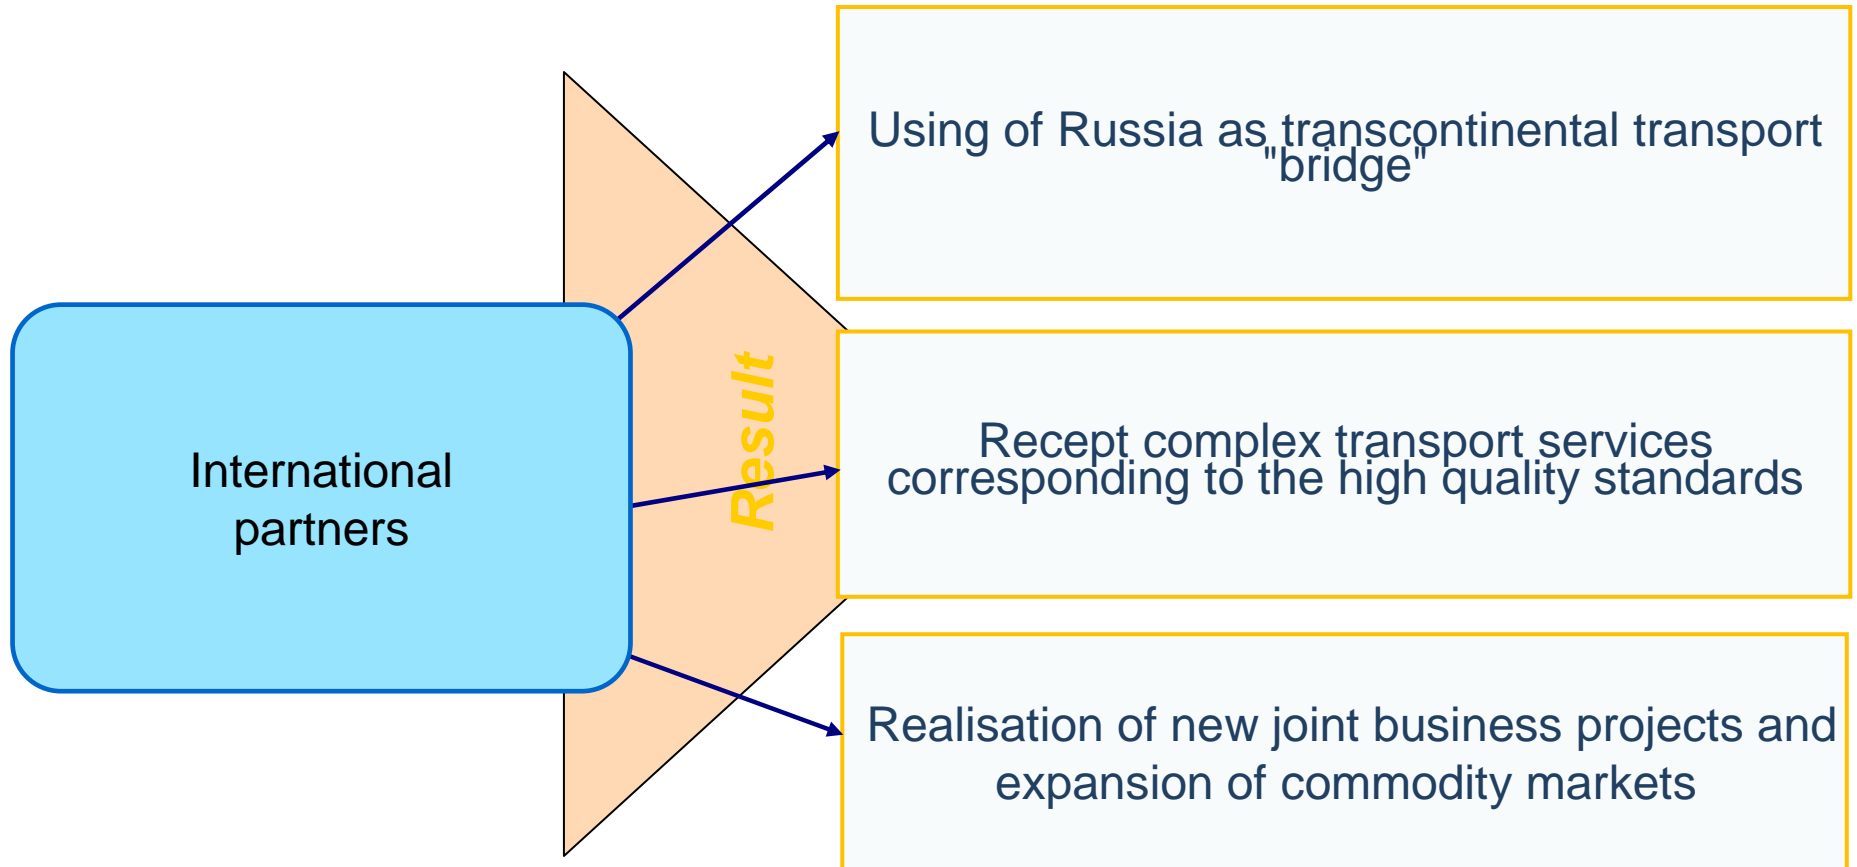 Using of Russia as transcontinental transport
"bridge"
International
partners
Result
Recept complex transport services
corresponding to the high quality standards
Realisation of new joint business projects and
expansion of commodity markets